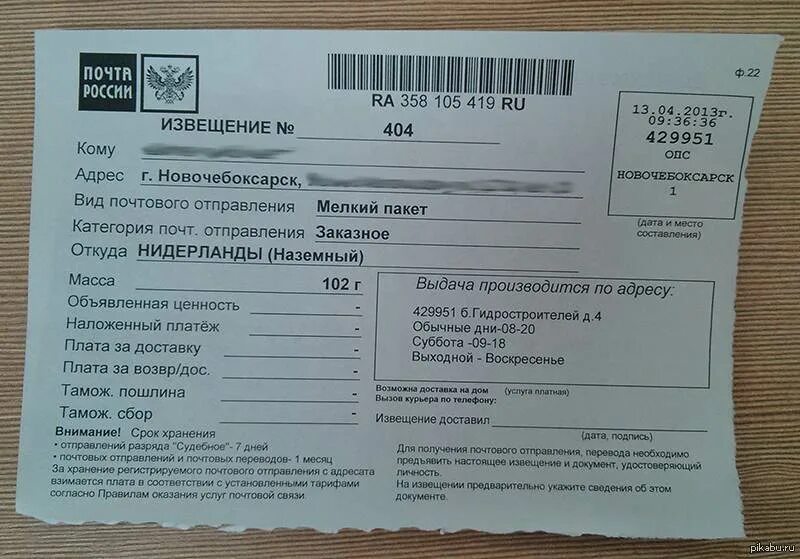 ПОЧТА
РОССИИ
ф.22
RA 358 105 419 RU
ИЗВЕЩЕНИЕ № 404
13.04.2013г.
09:36:36
429951
ОПС
НОВОЧЕБОКСАРСК
1
(дата и место
составления)
Кому
Адрес г. Новочебоксарск,
Вид почтового отправления Мелкий пакет
Категория почт. отправления Заказное
Откуда НИДЕРЛАНДЫ (Наземный)
Масса 102 г
Объявленная ценность -
Наложенный платёж -
Плата за доставку -
Плата за возвр/дос. -
Тамож. пошлина -
Тамож. сбор -
Выдача производится по адресу:
429951 б.Гидростроителей д.4
Обычные дни-08-20
Суббота -09-18
Выходной - Воскресенье
Возможна доставка на дом (услуга платная)
Вызов курьера по телефону:
Извещение доставил
(дата, подпись)
Внимание! Срок хранения
• отправлений разряда "Судебное"- 7 дней
• почтовых отправлений и почтовых переводов- 1 месяц
За хранение регистрируемого почтового отправления с адресата
взимается плата в соответствии с установленными тарифами
согласно Правилам оказания услуг почтовой связи.
Для получения почтового отправления, перевода необходимо
предъявить настоящее извещение и документ, удостоверяющий
личность.
На извещении предварительно укажите сведения об этом
документе.
pikabu.ru